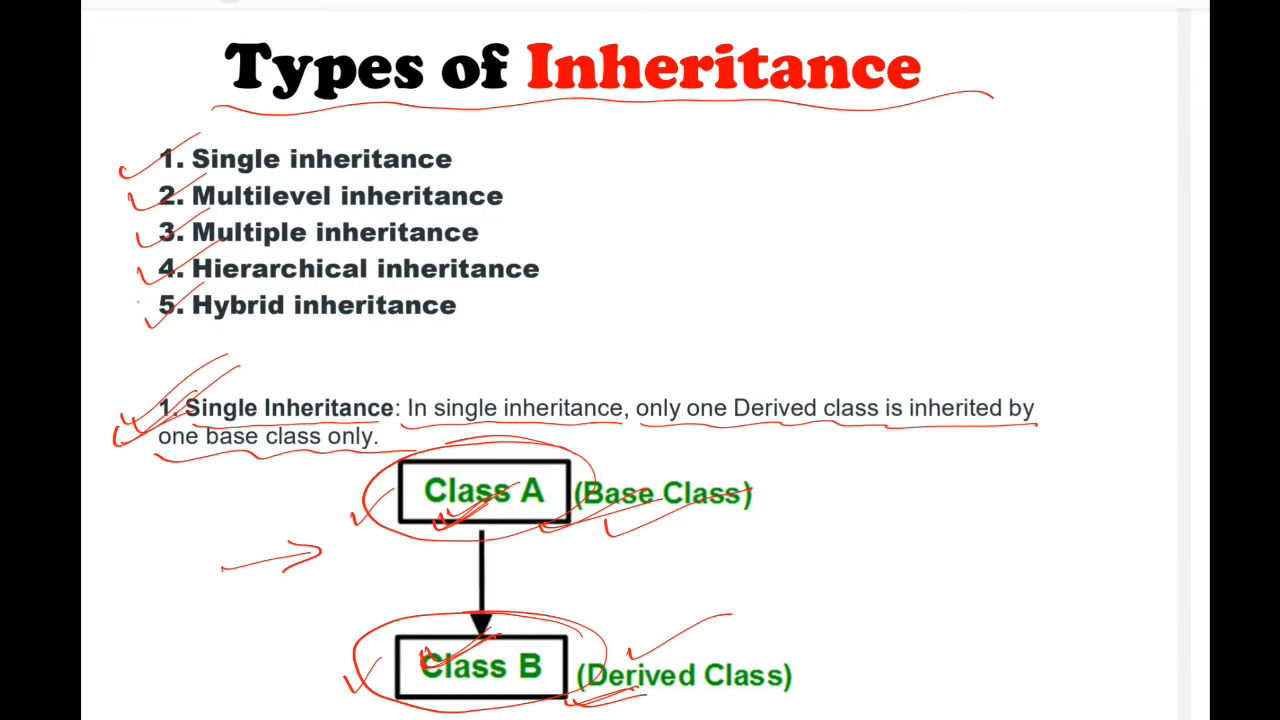 Types of Inheritance
1. Single inheritance
2. Multilevel inheritance
3. Multiple inheritance
4. Hierarchical inheritance
5. Hybrid inheritance
1. Single Inheritance: In single inheritance, only one Derived class is inherited by
one base class only.
Class A (Base Class)
Class B (Derived Class)